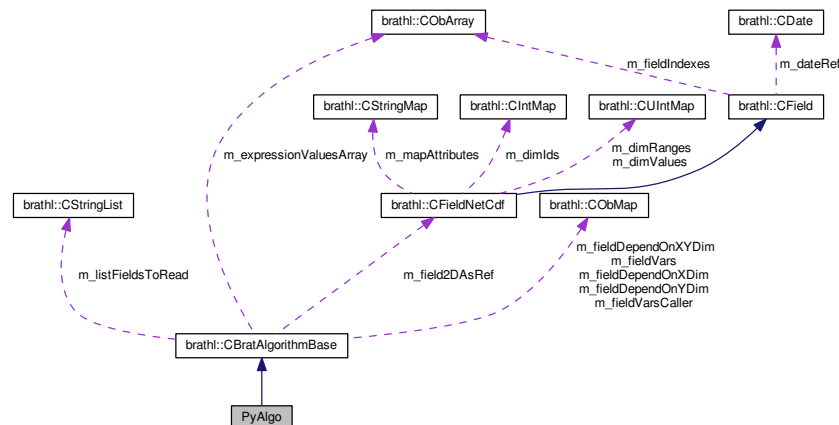 brathl::CObArray
brathl::CDate
m_fieldIndexes
m_dateRef
brathl::CStringMap
brathl::CIntMap
brathl::CUIntMap
brathl::CField
m_expressionValuesArray
m_mapAttributes
m_dimIds
m_dimRanges
m_dimValues
brathl::CStringList
brathl::CFieldNetCdf
brathl::CObMap
m_listFieldsToRead
m_field2DAsRef
m_fieldDependOnXYDim
m_fieldVars
m_fieldDependOnXDim
m_fieldDependOnYDim
m_fieldVarsCaller
brathl::CBratAlgorithmBase
PyAlgo